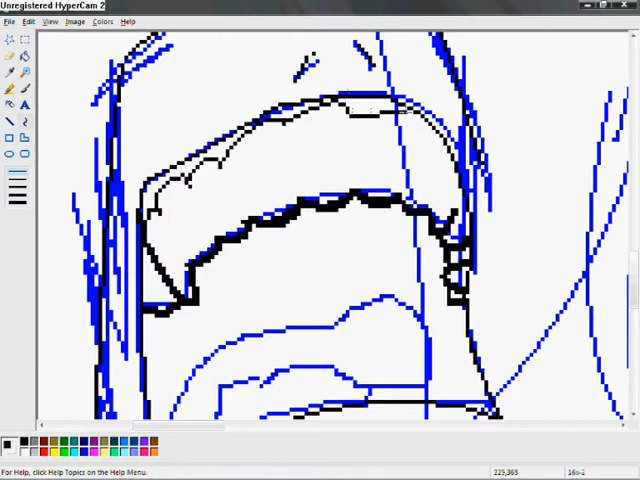 Unregistered HyperCam 2
File Edit View Image Colors Help
A
For Help, click Help Topics on the Help Menu.
225,365
16x-2